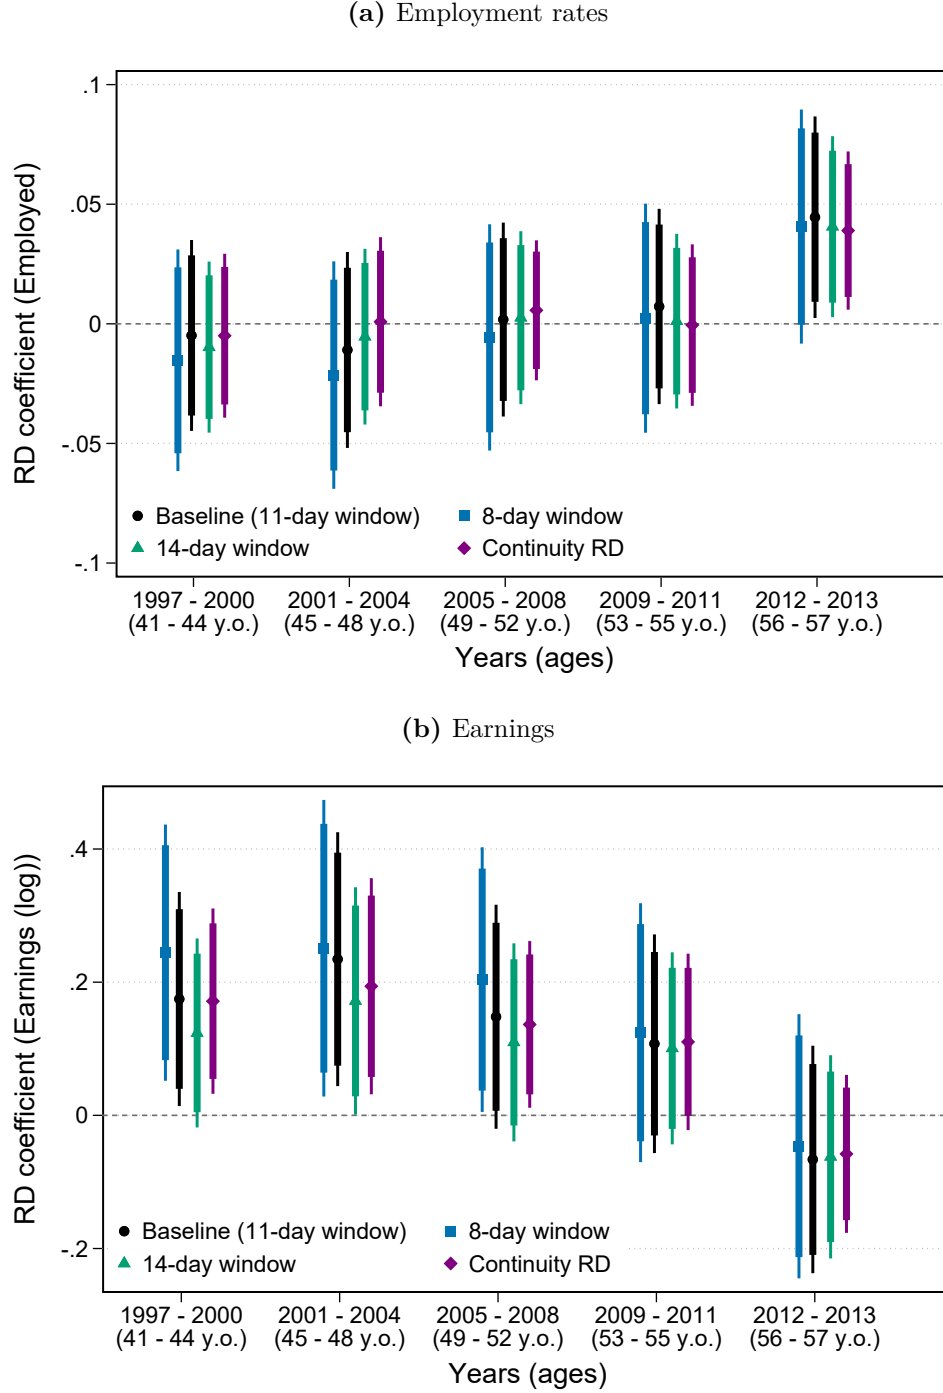 (a) Employment rates
RD coefficient (Employed)
.1
.05
0
-.05
-.1
Baseline (11-day window)
8-day window
14-day window
Continuity RD
1997 - 2000
(41 - 44 y.o.)
2001 - 2004
(45 - 48 y.o.)
2005 - 2008
(49 - 52 y.o.)
2009 - 2011
(53 - 55 y.o.)
2012 - 2013
(56 - 57 y.o.)
Years (ages)
(b) Earnings
RD coefficient (Earnings (log))
.4
.2
0
-.2
Baseline (11-day window)
8-day window
14-day window
Continuity RD
1997 - 2000
(41 - 44 y.o.)
2001 - 2004
(45 - 48 y.o.)
2005 - 2008
(49 - 52 y.o.)
2009 - 2011
(53 - 55 y.o.)
2012 - 2013
(56 - 57 y.o.)
Years (ages)